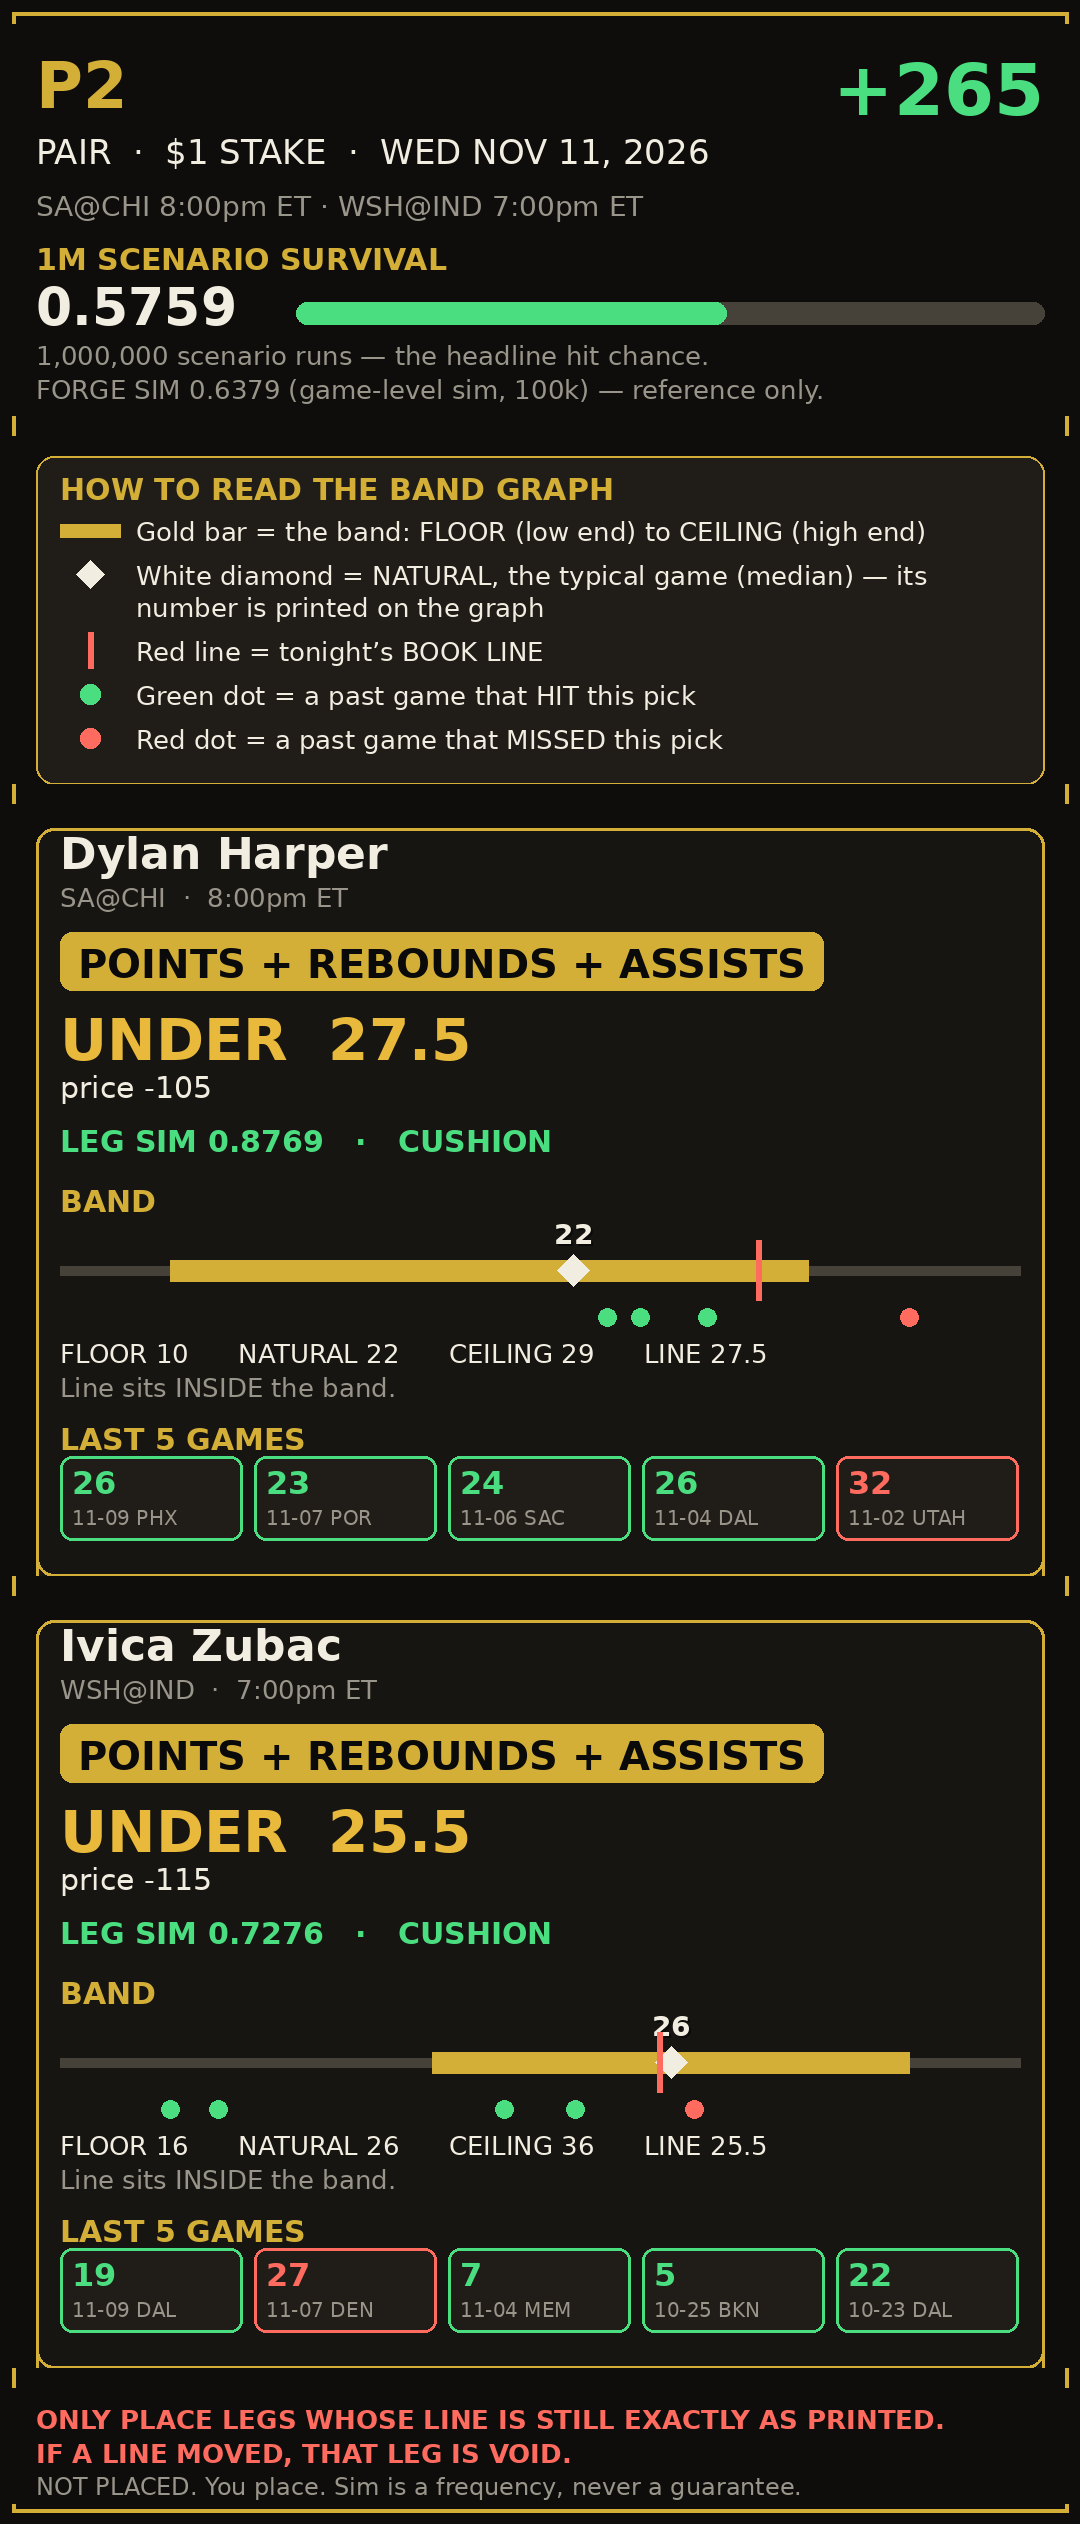 P2
+265
PAIR · $1 STAKE · WED NOV 11, 2026
SA@CHI 8:00pm ET · WSH@IND 7:00pm ET
1M SCENARIO SURVIVAL
0.5759
1,000,000 scenario runs — the headline hit chance.
FORGE SIM 0.6379 (game-level sim, 100k) — reference only.
HOW TO READ THE BAND GRAPH
Gold bar = the band: FLOOR (low end) to CEILING (high end)
White diamond = NATURAL, the typical game (median) — its
number is printed on the graph
Red line = tonight’s BOOK LINE
Green dot = a past game that HIT this pick
Red dot = a past game that MISSED this pick
Dylan Harper
SA@CHI · 8:00pm ET
POINTS + REBOUNDS + ASSISTS
UNDER 27.5
price -105
LEG SIM 0.8769 · CUSHION
BAND
22
FLOOR 10 NATURAL 22 CEILING 29 LINE 27.5
Line sits INSIDE the band.
LAST 5 GAMES
26 23 24 26 32
11-09 PHX 11-07 POR 11-06 SAC 11-04 DAL 11-02 UTAH
Ivica Zubac
WSH@IND · 7:00pm ET
POINTS + REBOUNDS + ASSISTS
UNDER 25.5
price -115
LEG SIM 0.7276 · CUSHION
BAND
26
FLOOR 16 NATURAL 26 CEILING 36 LINE 25.5
Line sits INSIDE the band.
LAST 5 GAMES
19 27 7 5 22
11-09 DAL 11-07 DEN 11-04 MEM 10-25 BKN 10-23 DAL
ONLY PLACE LEGS WHOSE LINE IS STILL EXACTLY AS PRINTED.
IF A LINE MOVED, THAT LEG IS VOID.
NOT PLACED. You place. Sim is a frequency, never a guarantee.